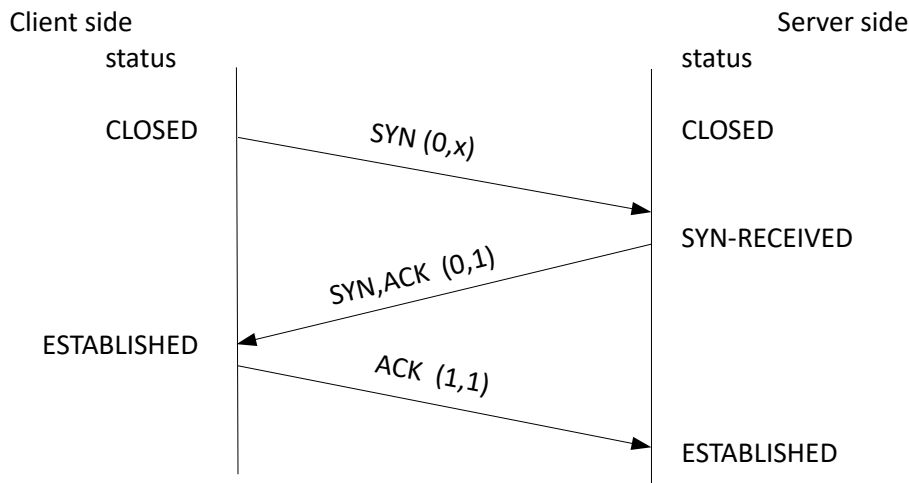 Client side
Server side
status
status
CLOSED
SYN (0,x)
CLOSED
SYN-RECEIVED
SYN,ACK (0,1)
ESTABLISHED
ACK (1,1)
ESTABLISHED